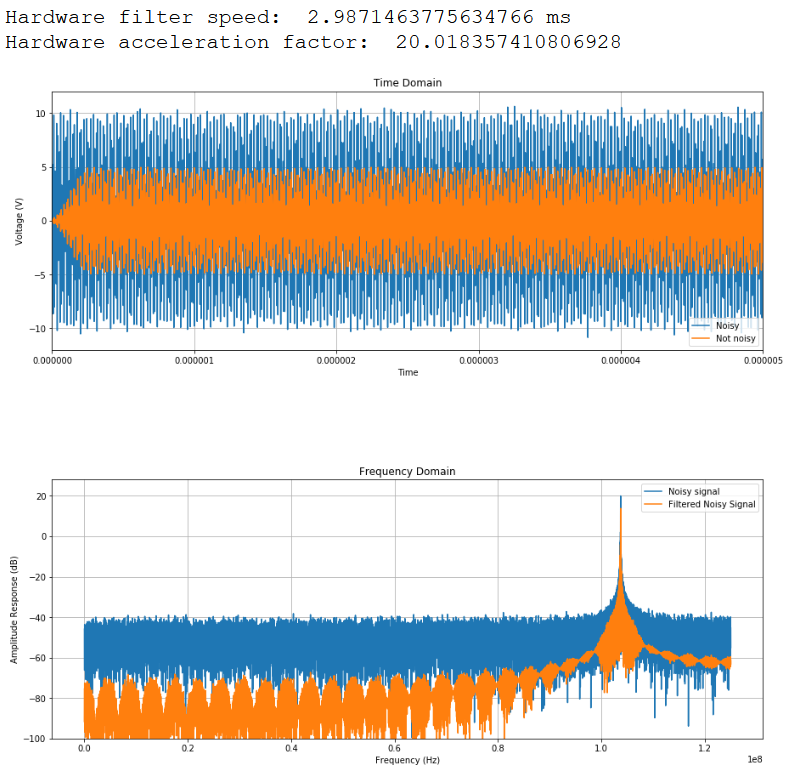 Hardware filter speed:  2.9871463775634766 ms
Hardware acceleration factor:  20.018357410806928
Time Domain
10
5
0
−5
−10
Voltage (V)
Noisy
Not noisy
0.000000 0.000001 0.000002 0.000003 0.000004 0.000005
Time
Frequency Domain
20
0
−20
−40
−60
−80
−100
Amplitude Response (dB)
Noisy signal
Filtered Noisy Signal
0.0 0.2 0.4 0.6 0.8 1.0 1.2
1e8
Frequency (Hz)